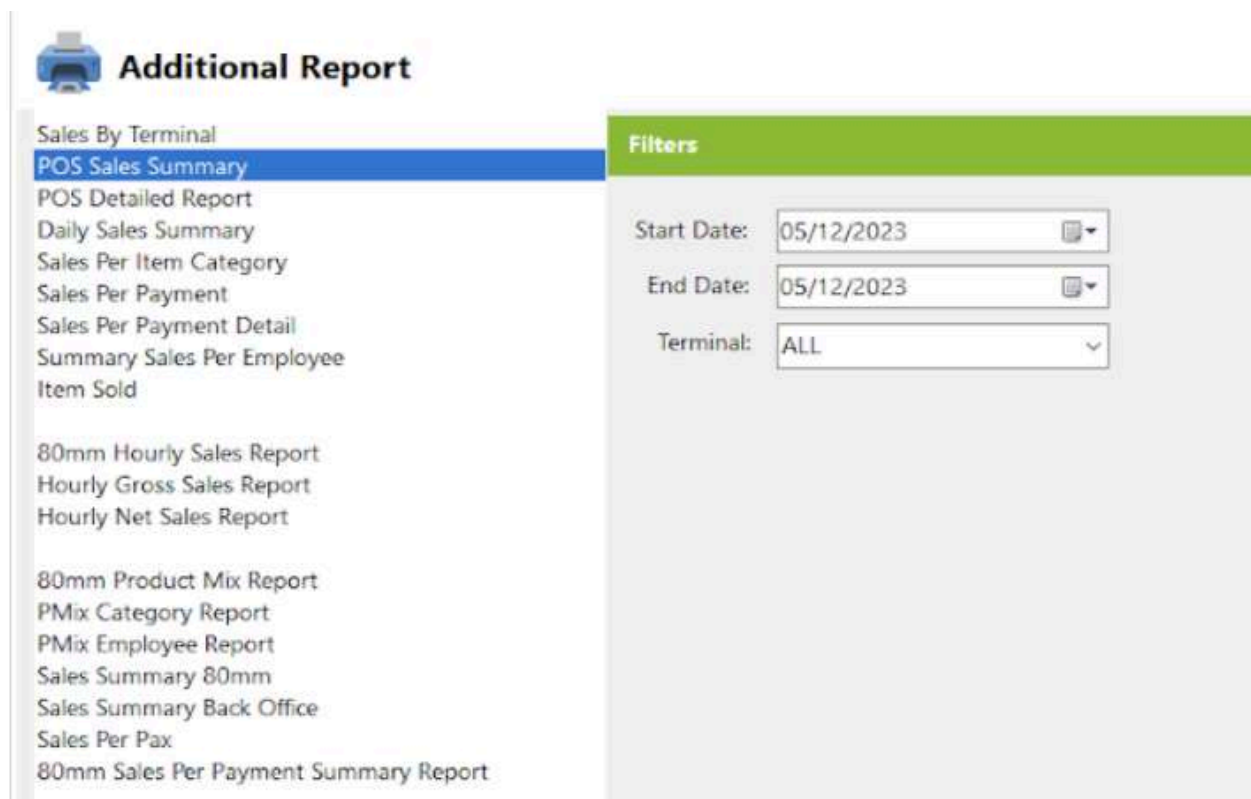 Additional Report
Sales By Terminal
POS Sales Summary
POS Detailed Report
Daily Sales Summary
Sales Per Item Category
Sales Per Payment
Sales Per Payment Detail
Summary Sales Per Employee
Item Sold
80mm Hourly Sales Report
Hourly Gross Sales Report
Hourly Net Sales Report
80mm Product Mix Report
PMix Category Report
PMix Employee Report
Sales Summary 80mm
Sales Summary Back Office
Sales Per Pax
80mm Sales Per Payment Summary Report
Filters
Start Date: 05/12/2023
End Date: 05/12/2023
Terminal: ALL